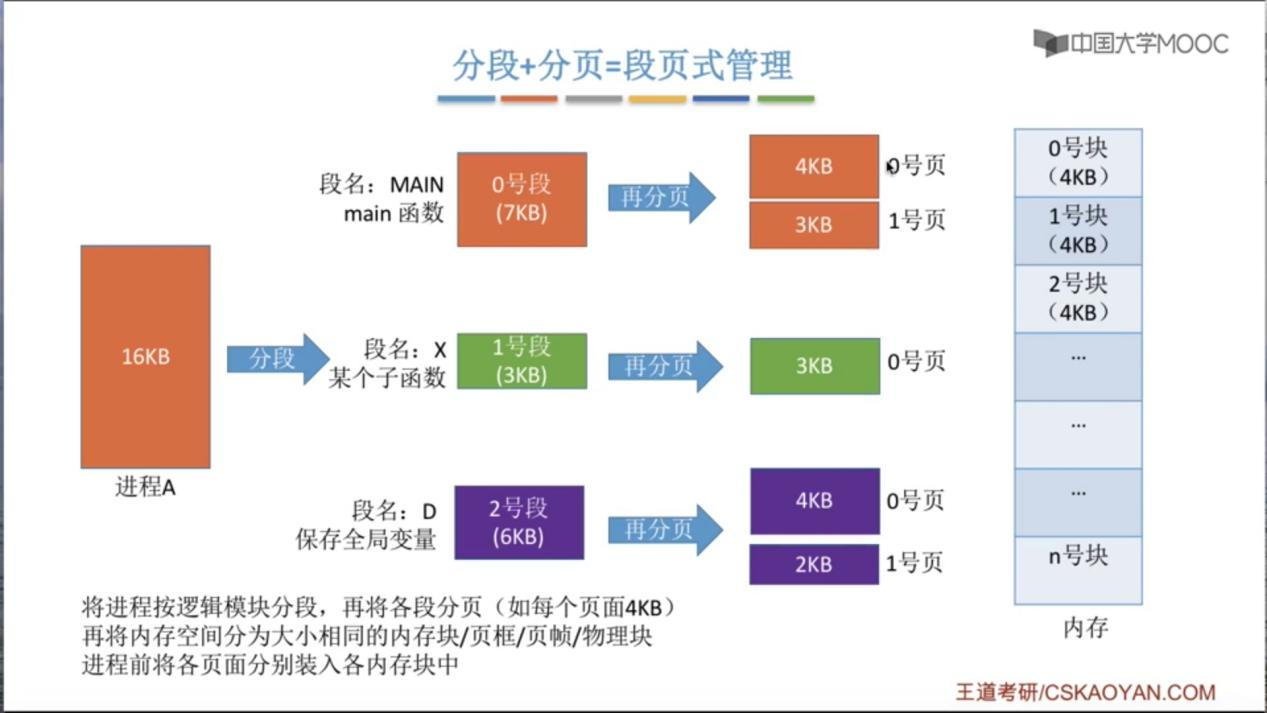 中国大学MOOC
分段+分页=段页式管理
段名：MAIN
main 函数
0号段
(7KB)
再分页
4KB
0号页
3KB
1号页
16KB
进程A
分段
段名：X
某个子函数
1号段
(3KB)
再分页
3KB
0号页
段名：D
保存全局变量
2号段
(6KB)
再分页
4KB
0号页
2KB
1号页
0号块
（4KB）
1号块
（4KB）
2号块
（4KB）
...
...
...
n号块
内存
将进程按逻辑模块分段，再将各段分页（如每个页面4KB）
再将内存空间分为大小相同的内存块/页框/页帧/物理块
进程前将各页面分别装入各内存块中
王道考研/CSKAOYAN.COM